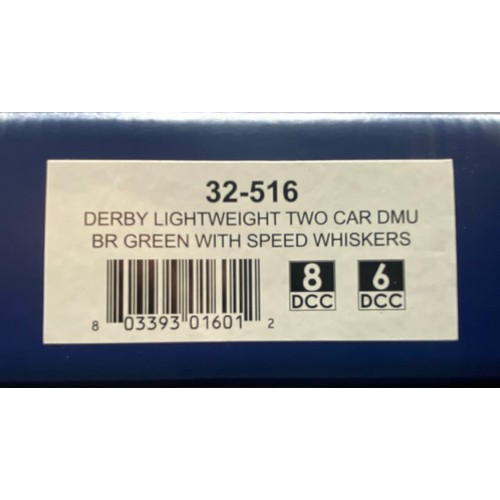 32-516
DERBY LIGHTWEIGHT TWO CAR DMU
BR GREEN WITH SPEED WHISKERS
8 DCC 6 DCC
8 03393 01601 2